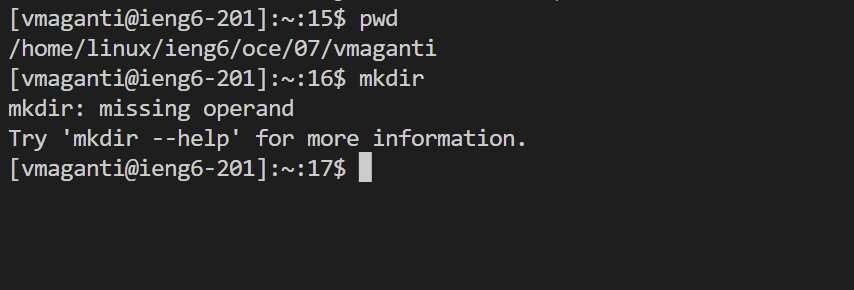 [vmaganti@ieng6-201]:~:15$ pwd
/home/linux/ieng6/oce/07/vmaganti
[vmaganti@ieng6-201]:~:16$ mkdir
mkdir: missing operand
Try 'mkdir --help' for more information.
[vmaganti@ieng6-201]:~:17$